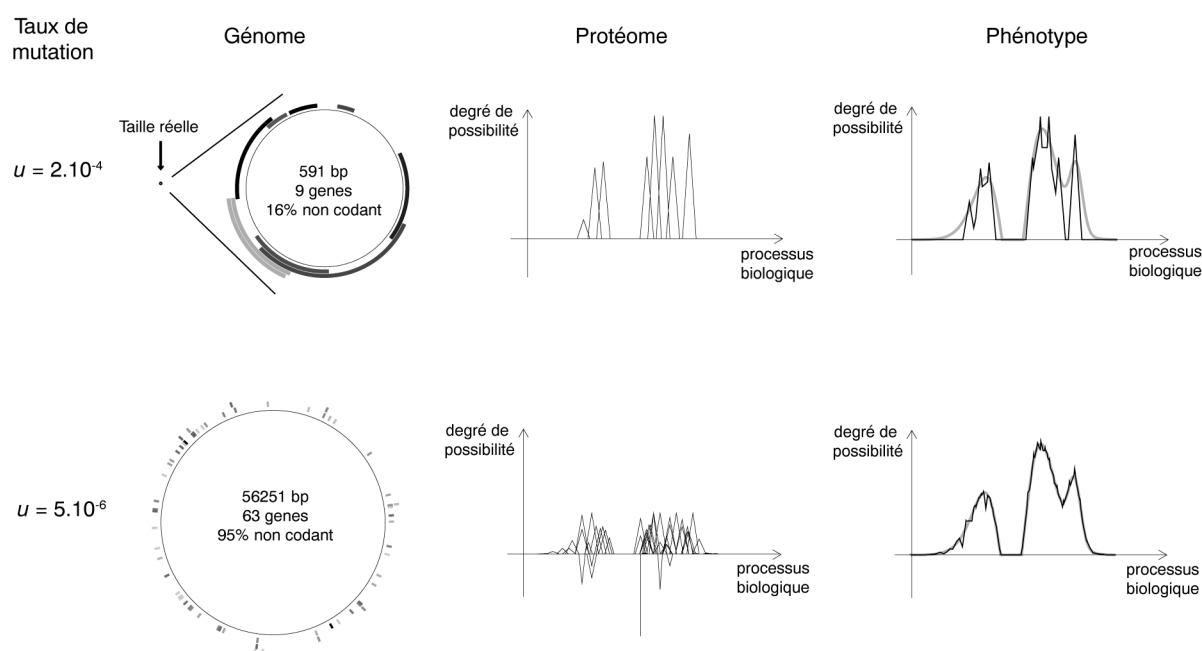 Taux de
mutation
Génome
Protéome
Phénotype
Taille réelle
u = 2.10-4
591 bp
9 genes
16% non codant
degré de
possibilité
processus
biologique
degré de
possibilité
processus
biologique
u = 5.10-6
56251 bp
63 genes
95% non codant
degré de
possibilité
processus
biologique
degré de
possibilité
processus
biologique